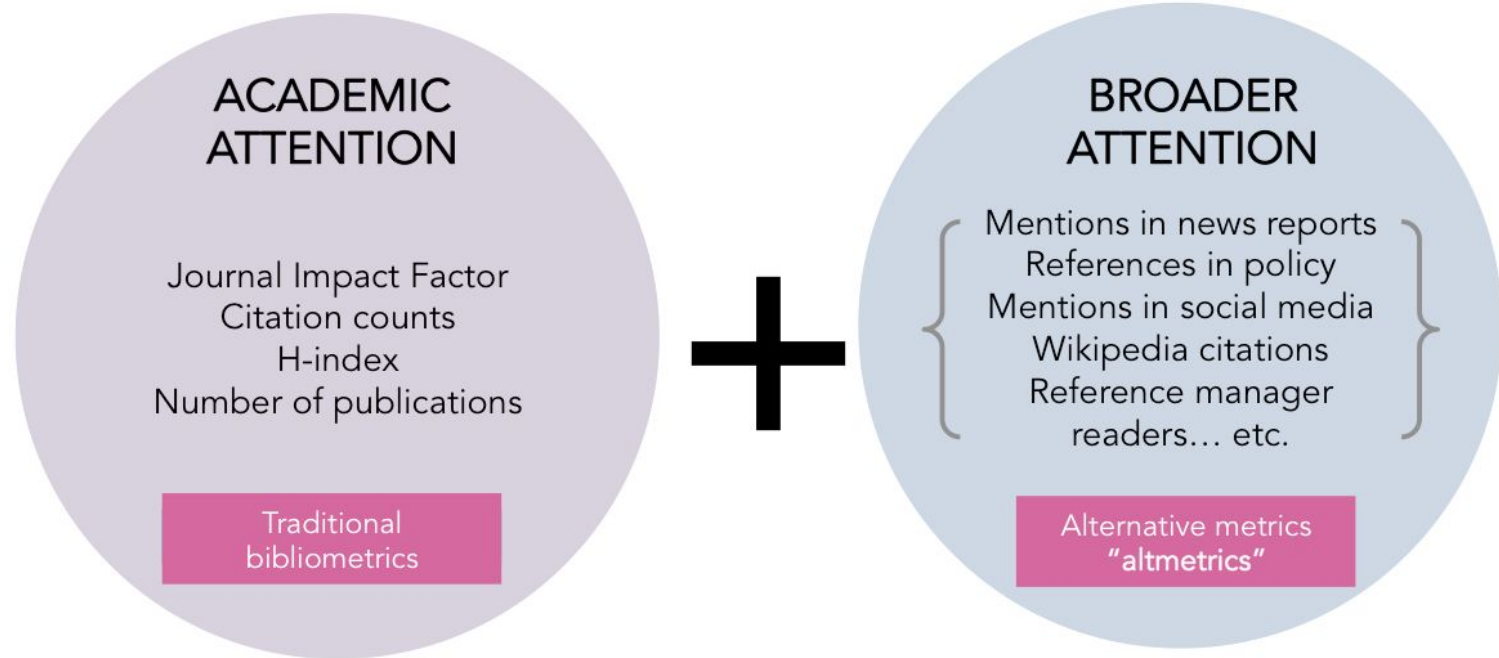 ACADEMIC
ATTENTION
Journal Impact Factor
Citation counts
H-index
Number of publications
Traditional
bibliometrics
BROADER
ATTENTION
Mentions in news reports
References in policy
Mentions in social media
Wikipedia citations
Reference manager
readers... etc.
Alternative metrics
“altmetrics”